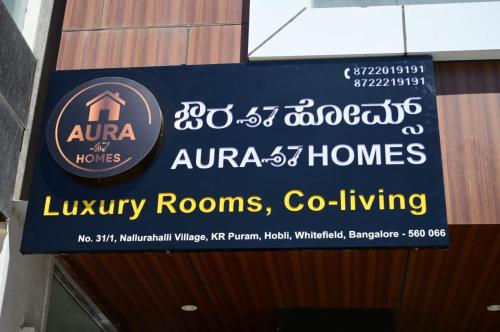 8722019191
8722219191
AURA
-67
HOMES
ಔರ-67 ಹೋಮ್ಸ್
AURA-67 HOMES
Luxury Rooms, Co-living
No. 31/1, Nallurahalli Village, KR Puram, Hobli, Whitefield, Bangalore - 560 066